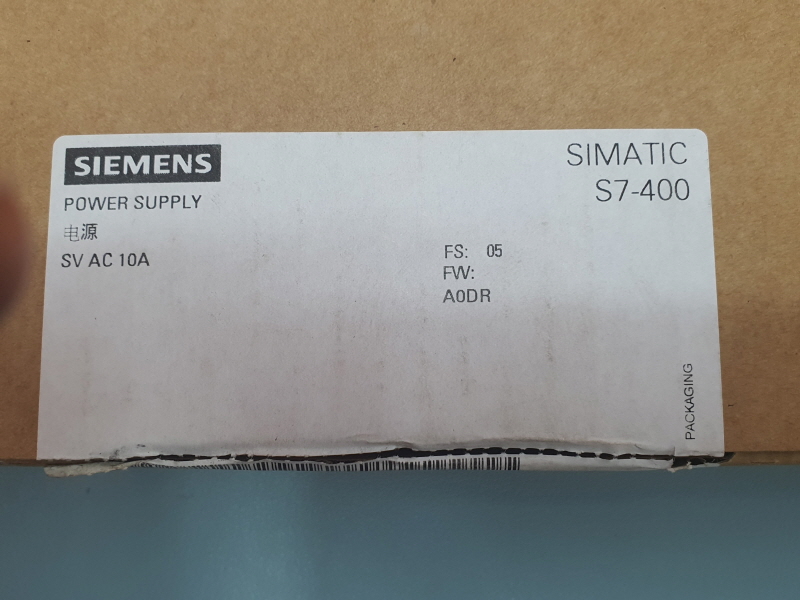 SIEMENS
SIMATIC
S7-400
POWER SUPPLY
电源
SV AC 10A
FS: 05
FW:
A0DR
PACKAGING